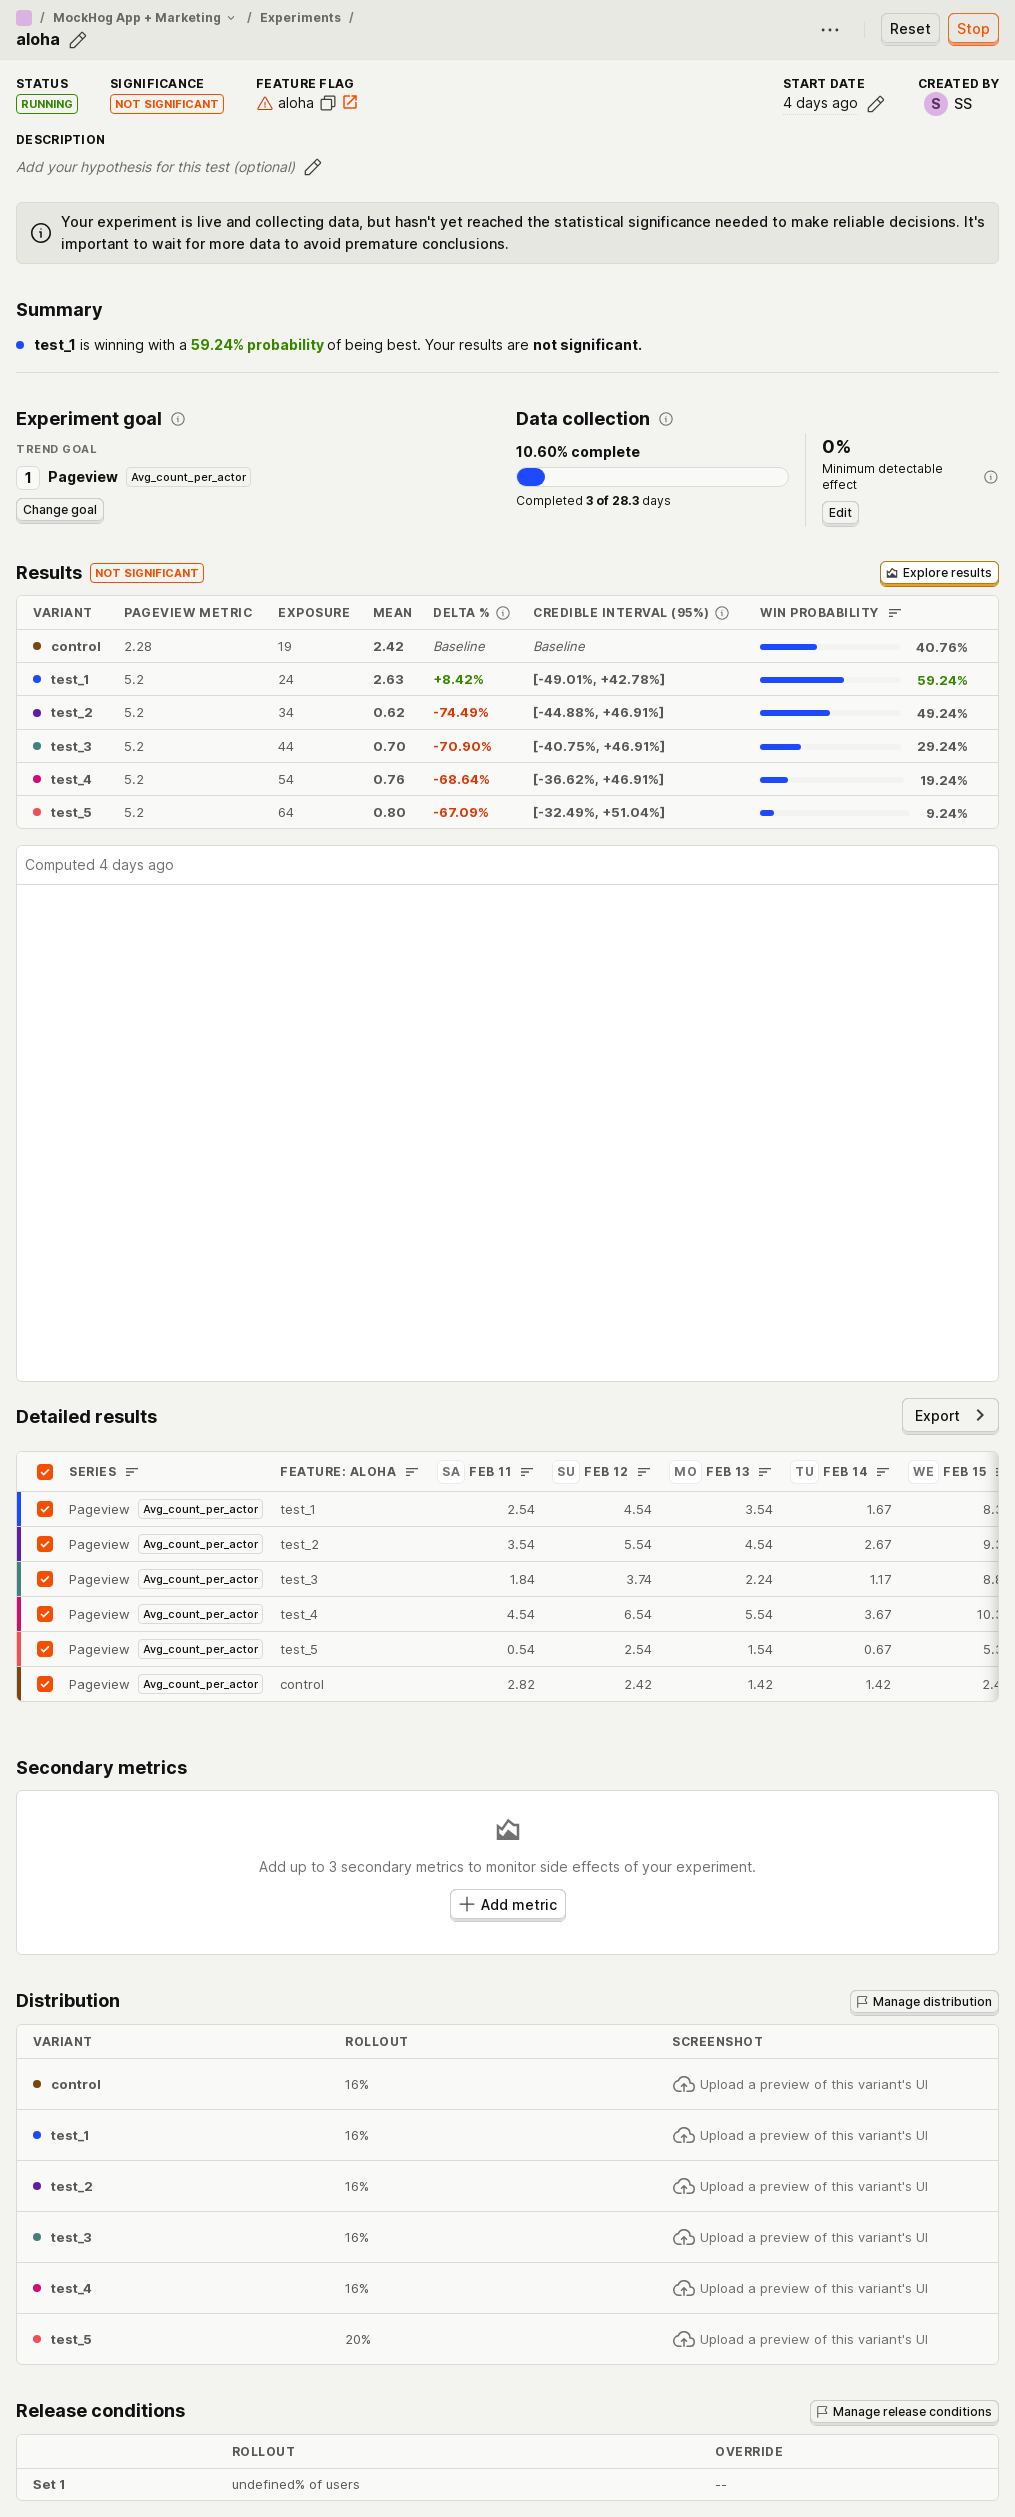 / MockHog App + Marketing / Experiments /
aloha
Reset Stop
STATUS SIGNIFICANCE FEATURE FLAG START DATE CREATED BY
RUNNING NOT SIGNIFICANT aloha 4 days ago S SS
DESCRIPTION
Add your hypothesis for this test (optional)
Your experiment is live and collecting data, but hasn't yet reached the statistical significance needed to make reliable decisions. It's
important to wait for more data to avoid premature conclusions.
Summary
test_1 is winning with a 59.24% probability of being best. Your results are not significant.
Experiment goal
TREND GOAL
1 Pageview Avg_count_per_actor
Change goal
Data collection
10.60% complete
Completed 3 of 28.3 days
0%
Minimum detectable
effect
Edit
Results NOT SIGNIFICANT Explore results
VARIANT PAGEVIEW METRIC EXPOSURE MEAN DELTA % CREDIBLE INTERVAL (95%) WIN PROBABILITY
control 2.28 19 2.42 Baseline Baseline 40.76%
test_1 5.2 24 2.63 +8.42% [-49.01%, +42.78%] 59.24%
test_2 5.2 34 0.62 -74.49% [-44.88%, +46.91%] 49.24%
test_3 5.2 44 0.70 -70.90% [-40.75%, +46.91%] 29.24%
test_4 5.2 54 0.76 -68.64% [-36.62%, +46.91%] 19.24%
test_5 5.2 64 0.80 -67.09% [-32.49%, +51.04%] 9.24%
Computed 4 days ago
Detailed results Export
SERIES FEATURE: ALOHA SA FEB 11 SU FEB 12 MO FEB 13 TU FEB 14 WE FEB 15
Pageview Avg_count_per_actor test_1 2.54 4.54 3.54 1.67 8.3
Pageview Avg_count_per_actor test_2 3.54 5.54 4.54 2.67 9.3
Pageview Avg_count_per_actor test_3 1.84 3.74 2.24 1.17 8.8
Pageview Avg_count_per_actor test_4 4.54 6.54 5.54 3.67 10.3
Pageview Avg_count_per_actor test_5 0.54 2.54 1.54 0.67 5.3
Pageview Avg_count_per_actor control 2.82 2.42 1.42 1.42 2.4
Secondary metrics
Add up to 3 secondary metrics to monitor side effects of your experiment.
Add metric
Distribution Manage distribution
VARIANT ROLLOUT SCREENSHOT
control 16% Upload a preview of this variant's UI
test_1 16% Upload a preview of this variant's UI
test_2 16% Upload a preview of this variant's UI
test_3 16% Upload a preview of this variant's UI
test_4 16% Upload a preview of this variant's UI
test_5 20% Upload a preview of this variant's UI
Release conditions Manage release conditions
ROLLOUT OVERRIDE
Set 1 undefined% of users --